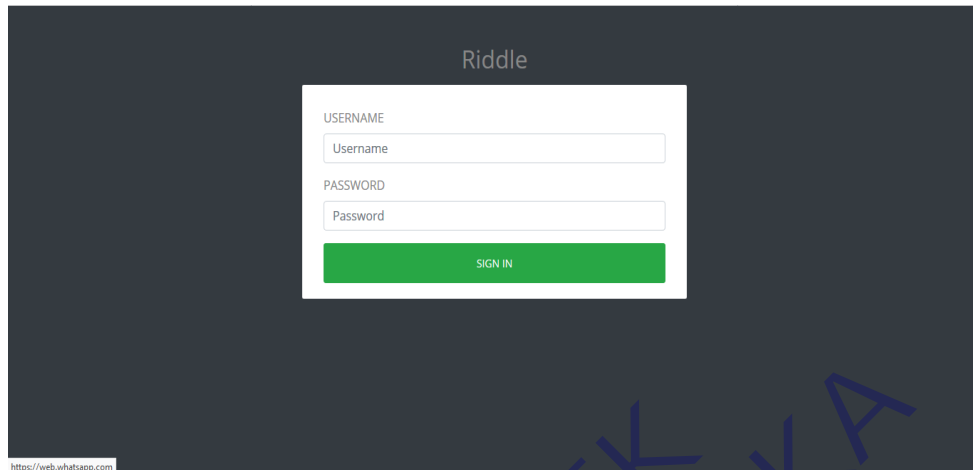 Riddle
USERNAME
Username
PASSWORD
Password
SIGN IN
K
A
https://web.whatsapp.com